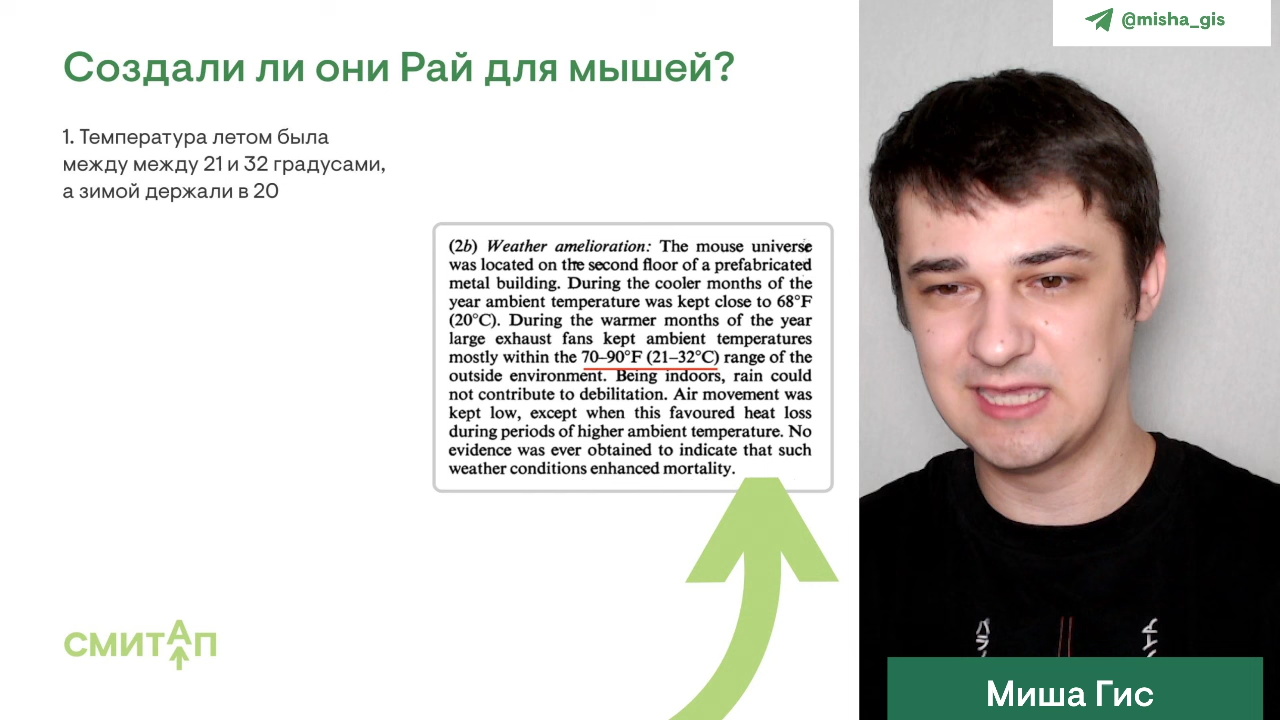 @misha_gis
Создали ли они Рай для мышей?
1. Температура летом была
между между 21 и 32 градусами,
а зимой держали в 20
(2b) Weather amelioration: The mouse universe
was located on the second floor of a prefabricated
metal building. During the cooler months of the
year ambient temperature was kept close to 68°F
(20°C). During the warmer months of the year
large exhaust fans kept ambient temperatures
mostly within the 70–90°F (21–32°C) range of the
outside environment. Being indoors, rain could
not contribute to debilitation. Air movement was
kept low, except when this favoured heat loss
during periods of higher ambient temperature. No
evidence was ever obtained to indicate that such
weather conditions enhanced mortality.
СМИТАП
Миша Гис